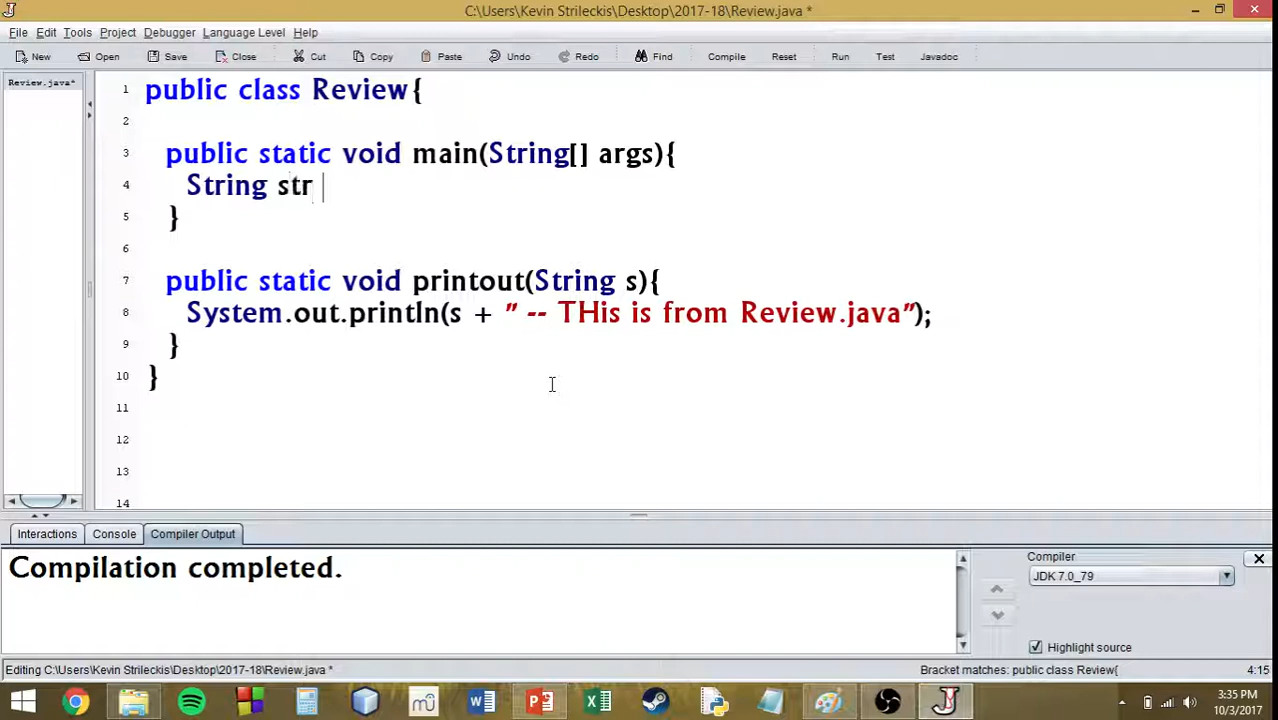 C:\Users\Kevin Strileckis\Desktop\2017-18\Review.java *
File Edit Tools Project Debugger Language Level Help
New Open Save Close Cut Copy Paste Undo Redo Find Compile Reset Run Test Javadoc
Review.java*
1 public class Review{
2
3 public static void main(String[] args){
4 String str
5 }
6
7 public static void printout(String s){
8 System.out.println(s + " -- THis is from Review.java");
9 }
10 }
11
12
13
14
Interactions Console Compiler Output
Compilation completed.
Compiler
JDK 7.0_79
Highlight source
Editing C:\Users\Kevin Strileckis\Desktop\2017-18\Review.java * Bracket matches: public class Review{ 4:15
3:35 PM
10/3/2017